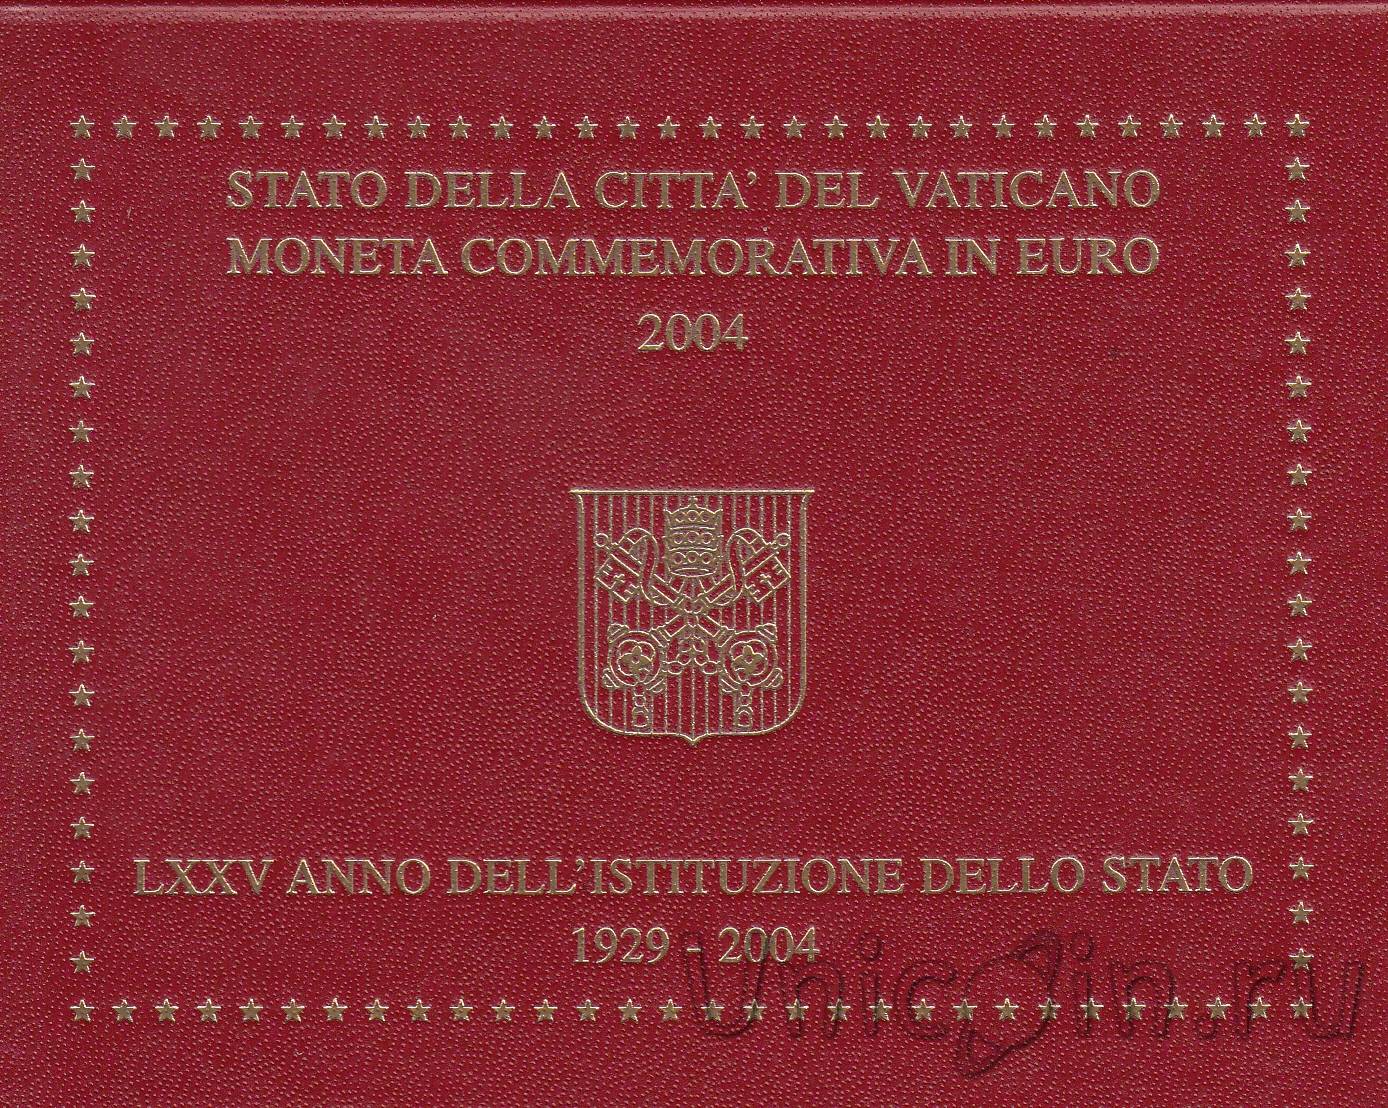 STATO DELLA CITTA' DEL VATICANO
MONETA COMMEMORATIVA IN EURO
2004
LXXV ANNO DELL'ISTITUZIONE DELLO STATO
1929 - 2004
Unicoin.ru